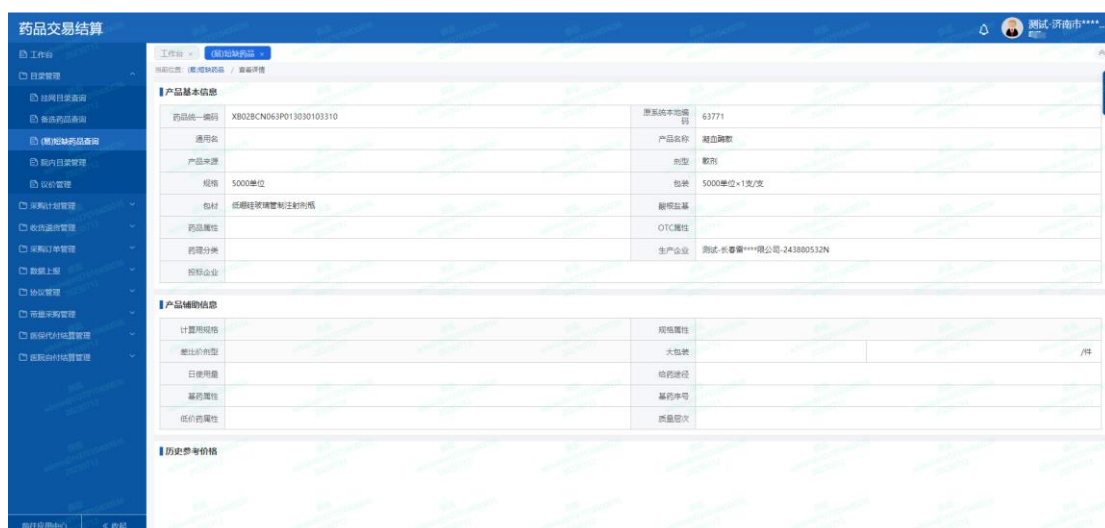 药品交易结算
测试-济南市****...
工作台
目录管理
挂网目录查询
备选药品查询
(易)短缺药品查询
院内目录管理
议价管理
采购计划管理
收货退货管理
采购订单管理
数据上报
协议管理
带量采购管理
医保代付结算管理
医院自付结算管理
前往应用中心
收起
工作台 ×
(易)短缺药品 ×
当前位置: (易)短缺药品 / 查看详情
产品基本信息
药品统一编码 XB02BCN063P013030103310 原系统本地编码 63771
通用名 产品名称 凝血酶散
产品来源 剂型 散剂
规格 5000单位 包装 5000单位×1支/支
包材 低硼硅玻璃管制注射剂瓶 酸根盐基
药品属性 OTC属性
药理分类 生产企业 测试-长春雷****限公司-243880532N
投标企业
产品辅助信息
计算用规格 规格属性
差比价剂型 大包装 /件
日使用量 给药途径
基药属性 基药序号
低价药属性 质量层次
历史参考价格